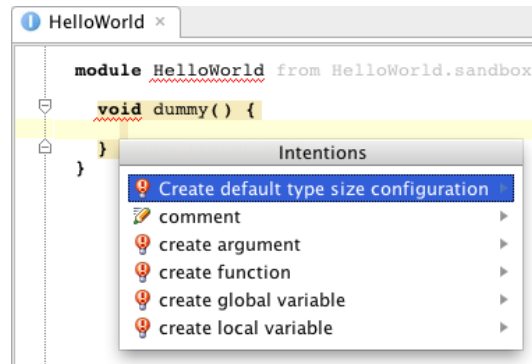 HelloWorld
module HelloWorld from HelloWorld.sandbox
void dummy() {
}
}
Intentions
Create default type size configuration
comment
create argument
create function
create global variable
create local variable